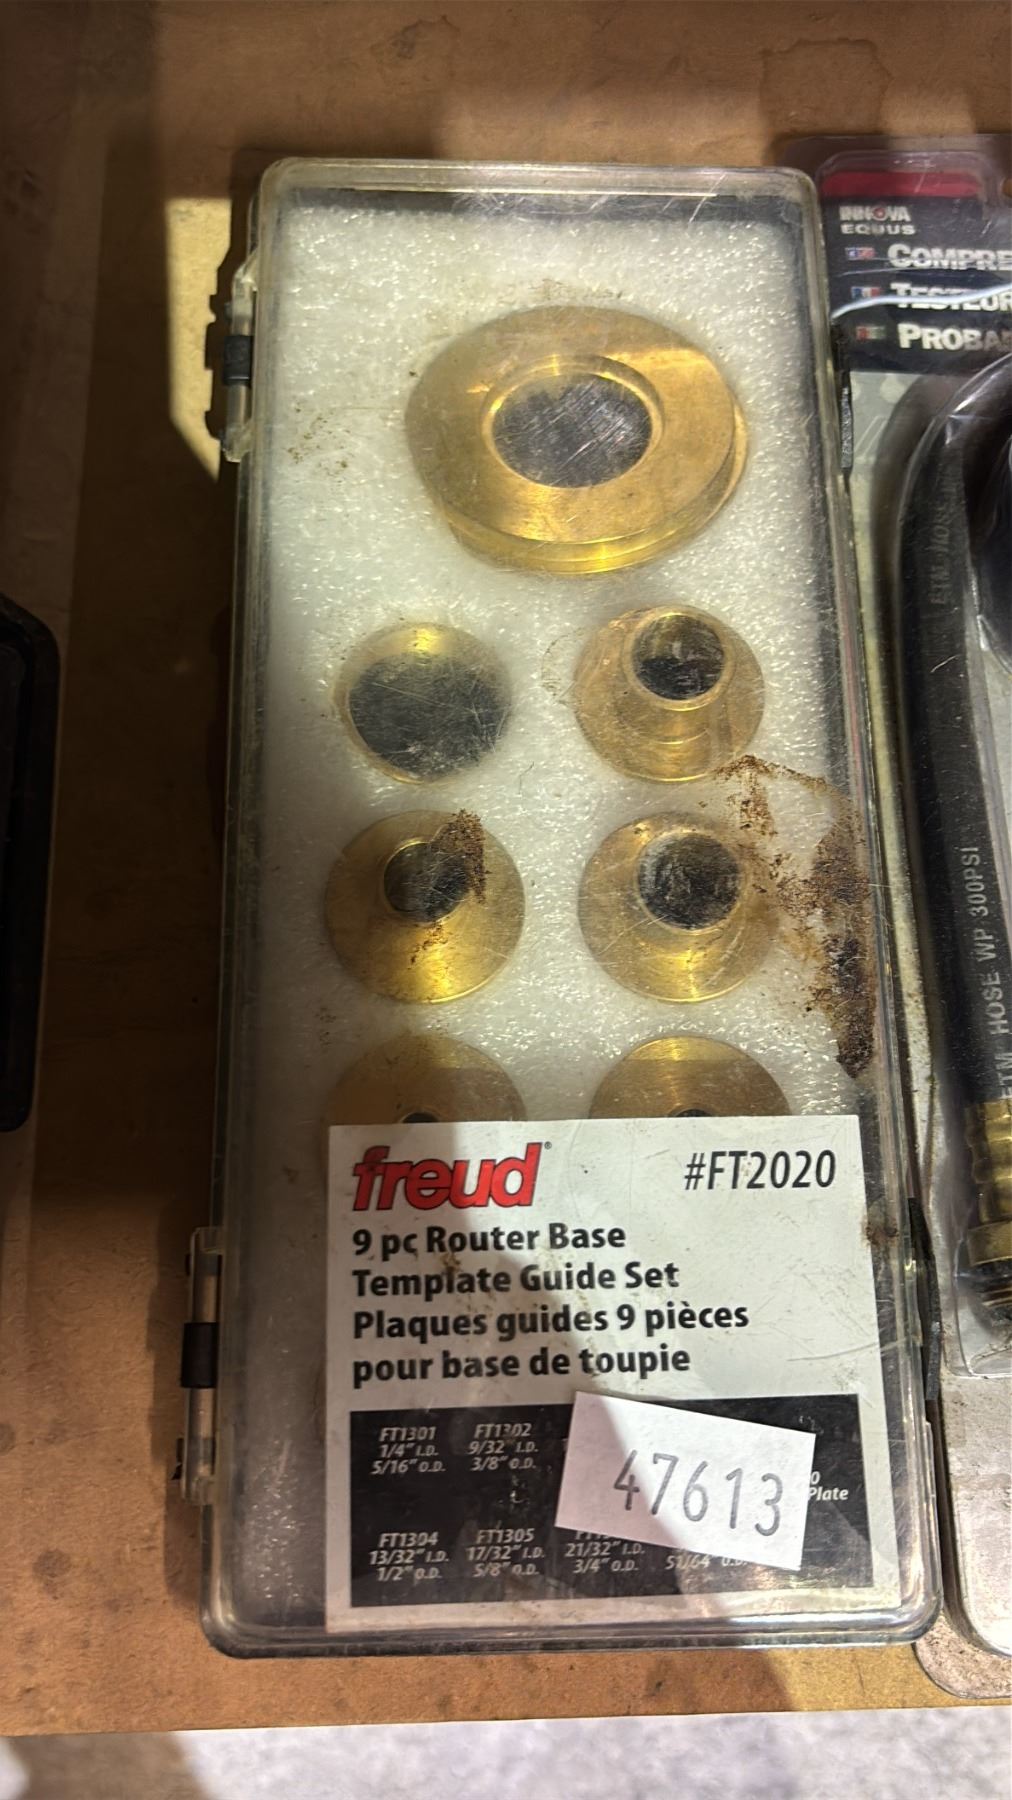 INNOVA
EQUUS
COMPRE
TESTEUR
PROBA
ETM HOSE
ETM HOSE WP 300PSI
freud®
#FT2020
9 pc Router Base
Template Guide Set
Plaques guides 9 pièces
pour base de toupie
FT1301 FT1302
1/4" I.D. 9/32" I.D.
5/16" O.D. 3/8" O.D.
Plate
47613
FT1304 FT1305
13/32" I.D. 17/32" I.D. 21/32" I.D.
1/2" O.D. 5/8" O.D. 3/4" O.D. 51/64" O.D.